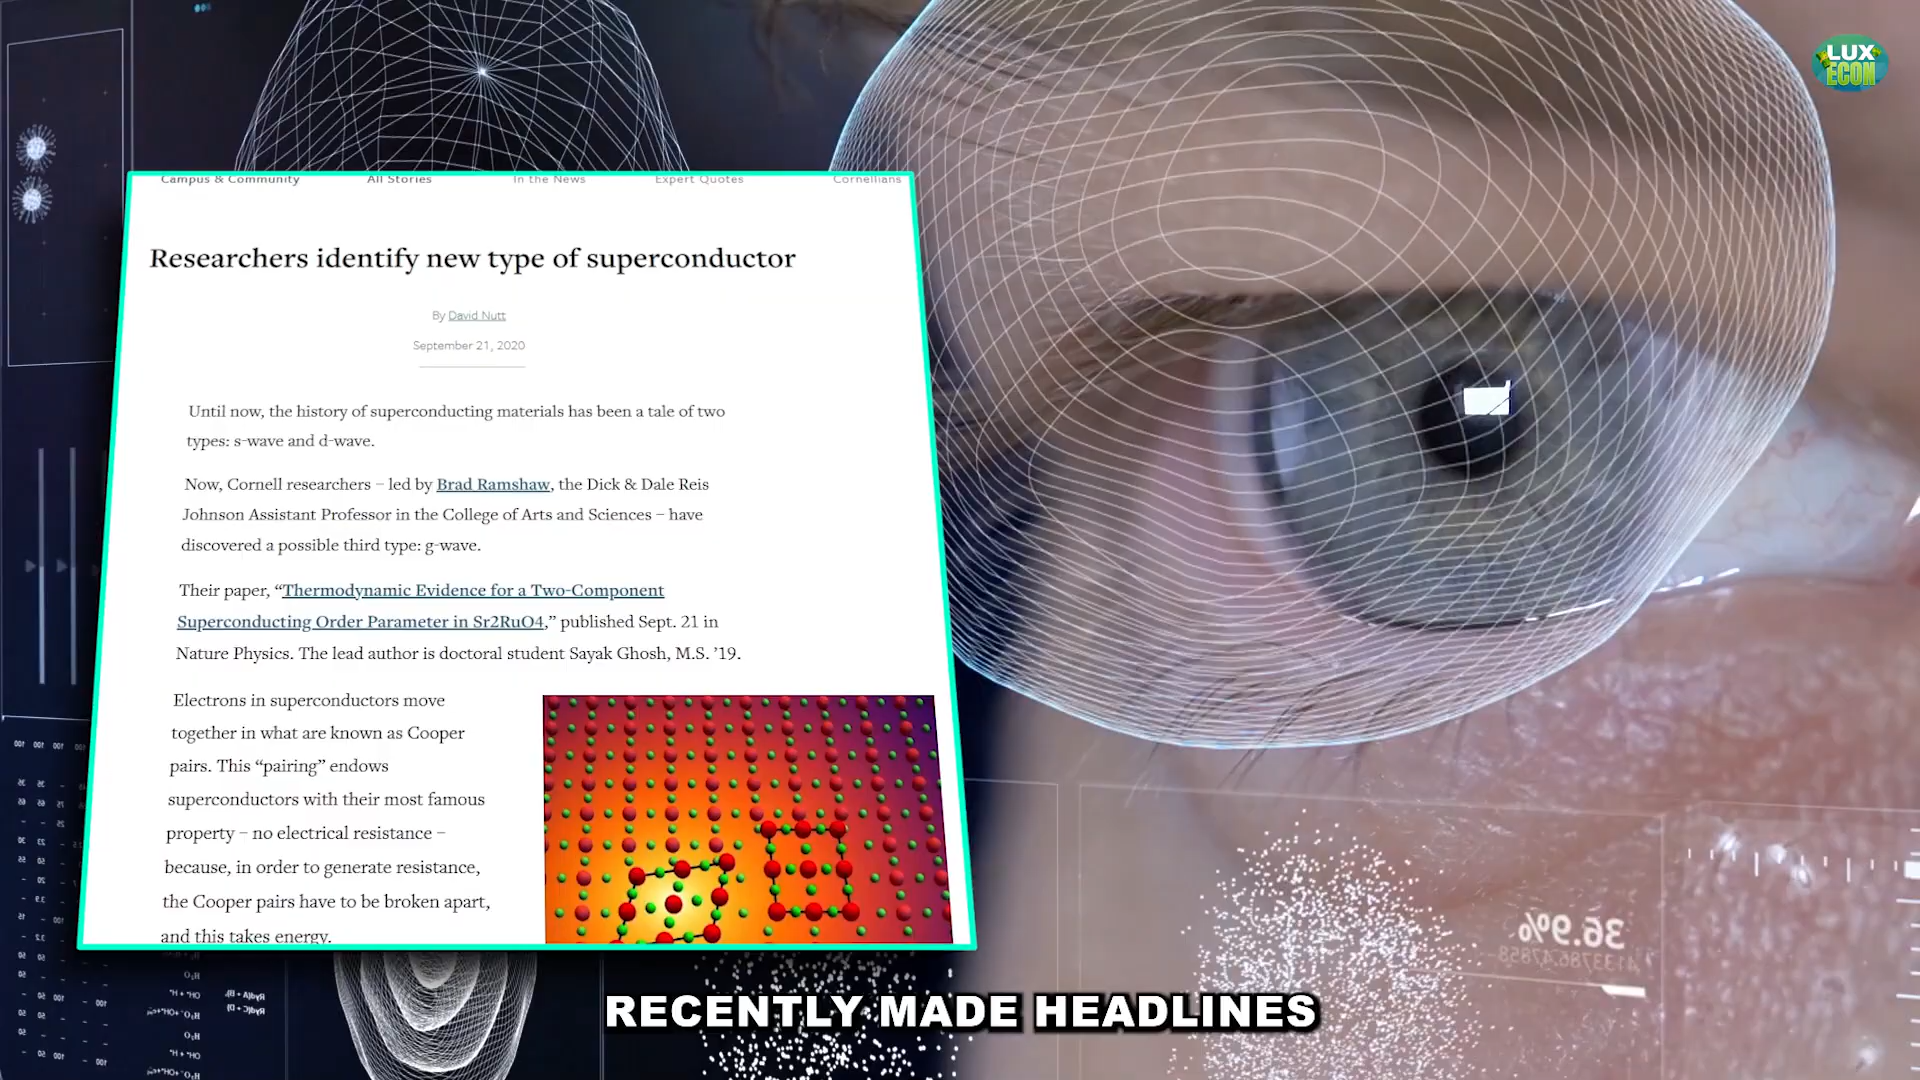 LUX
ECON
Campus & Community All Stories In the News Expert Quotes Cornellians
Researchers identify new type of superconductor
By David Nutt
September 21, 2020
Until now, the history of superconducting materials has been a tale of two
types: s-wave and d-wave.
Now, Cornell researchers – led by Brad Ramshaw, the Dick & Dale Reis
Johnson Assistant Professor in the College of Arts and Sciences – have
discovered a possible third type: g-wave.
Their paper, “Thermodynamic Evidence for a Two-Component
Superconducting Order Parameter in Sr2RuO4,” published Sept. 21 in
Nature Physics. The lead author is doctoral student Sayak Ghosh, M.S. ’19.
Electrons in superconductors move
together in what are known as Cooper
pairs. This “pairing” endows
superconductors with their most famous
property – no electrical resistance –
because, in order to generate resistance,
the Cooper pairs have to be broken apart,
and this takes energy.
36.9%
RECENTLY MADE HEADLINES